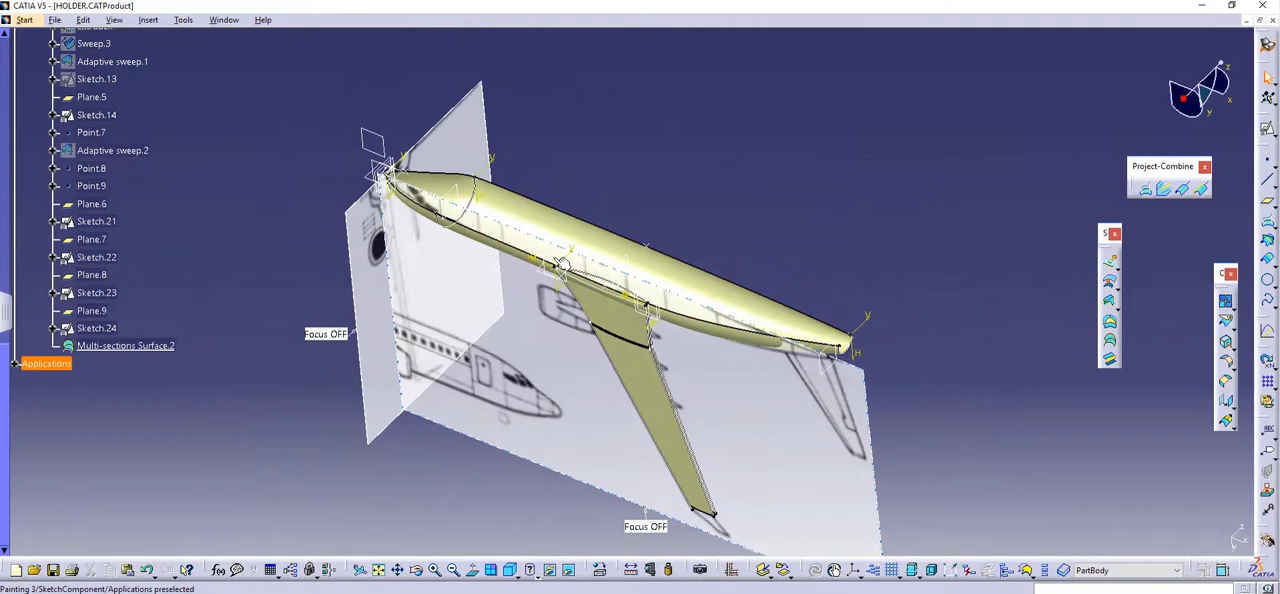 CATIA V5 - [HOLDER.CATProduct]
Start File Edit View Insert Tools Window Help
Sweep.3
Adaptive sweep.1
Sketch.13
Plane.5
Sketch.14
Point.7
Adaptive sweep.2
Point.8
Point.9
Plane.6
Sketch.21
Plane.7
Sketch.22
Plane.8
Sketch.23
Plane.9
Sketch.24
Multi-sections Surface.2
Applications
Focus OFF
Focus OFF
Project-Combine
S
C
z
x
y
y
y
y
y
H
z
x
y
ABC
f(x)
PartBody
CATIA
Painting 3/SketchComponent/Applications preselected